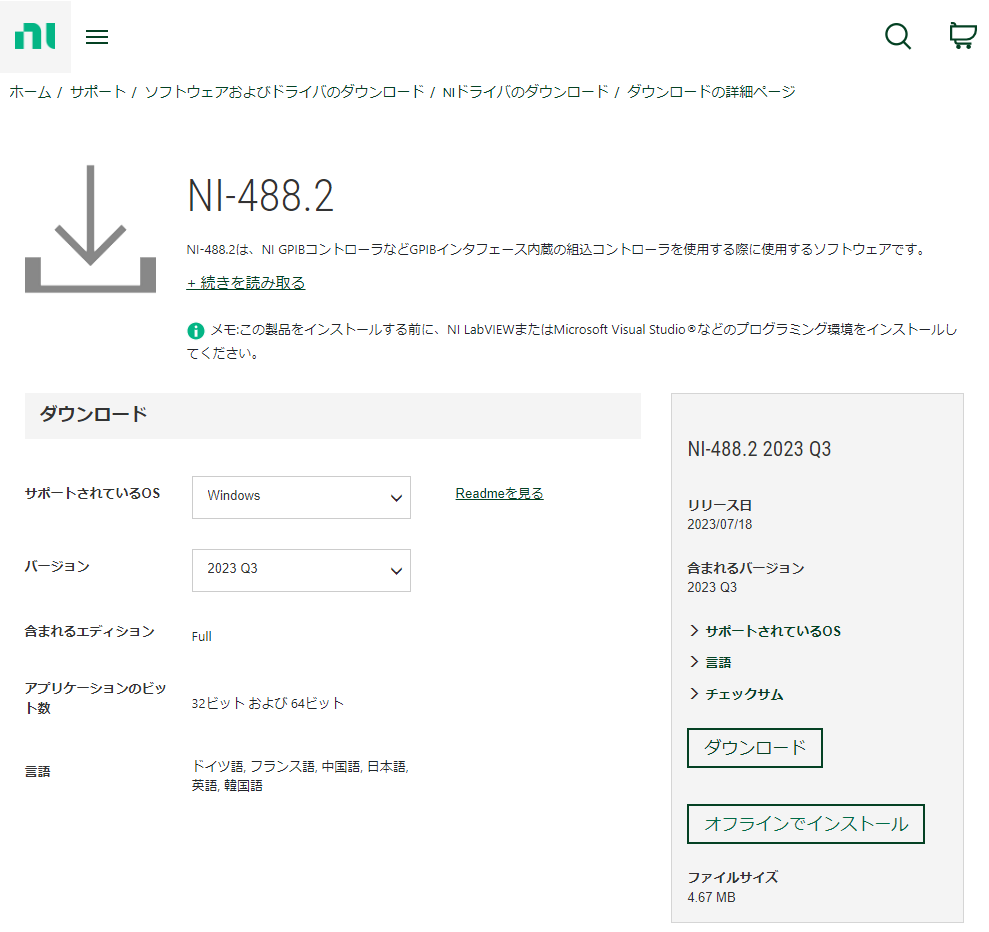 ni
ホーム / サポート / ソフトウェアおよびドライバのダウンロード / NIドライバのダウンロード / ダウンロードの詳細ページ
NI-488.2
NI-488.2は、NI GPIBコントローラなどGPIBインタフェース内蔵の組込コントローラを使用する際に使用するソフトウェアです。
+ 続きを読み取る
メモ:この製品をインストールする前に、NI LabVIEWまたはMicrosoft Visual Studio®などのプログラミング環境をインストールし
てください。
ダウンロード
サポートされているOS
Windows
Readmeを見る
バージョン
2023 Q3
含まれるエディション
Full
アプリケーションのビッ
ト数
32ビット および 64ビット
言語
ドイツ語, フランス語, 中国語, 日本語,
英語, 韓国語
NI-488.2 2023 Q3
リリース日
2023/07/18
含まれるバージョン
2023 Q3
サポートされているOS
言語
チェックサム
ダウンロード
オフラインでインストール
ファイルサイズ
4.67 MB